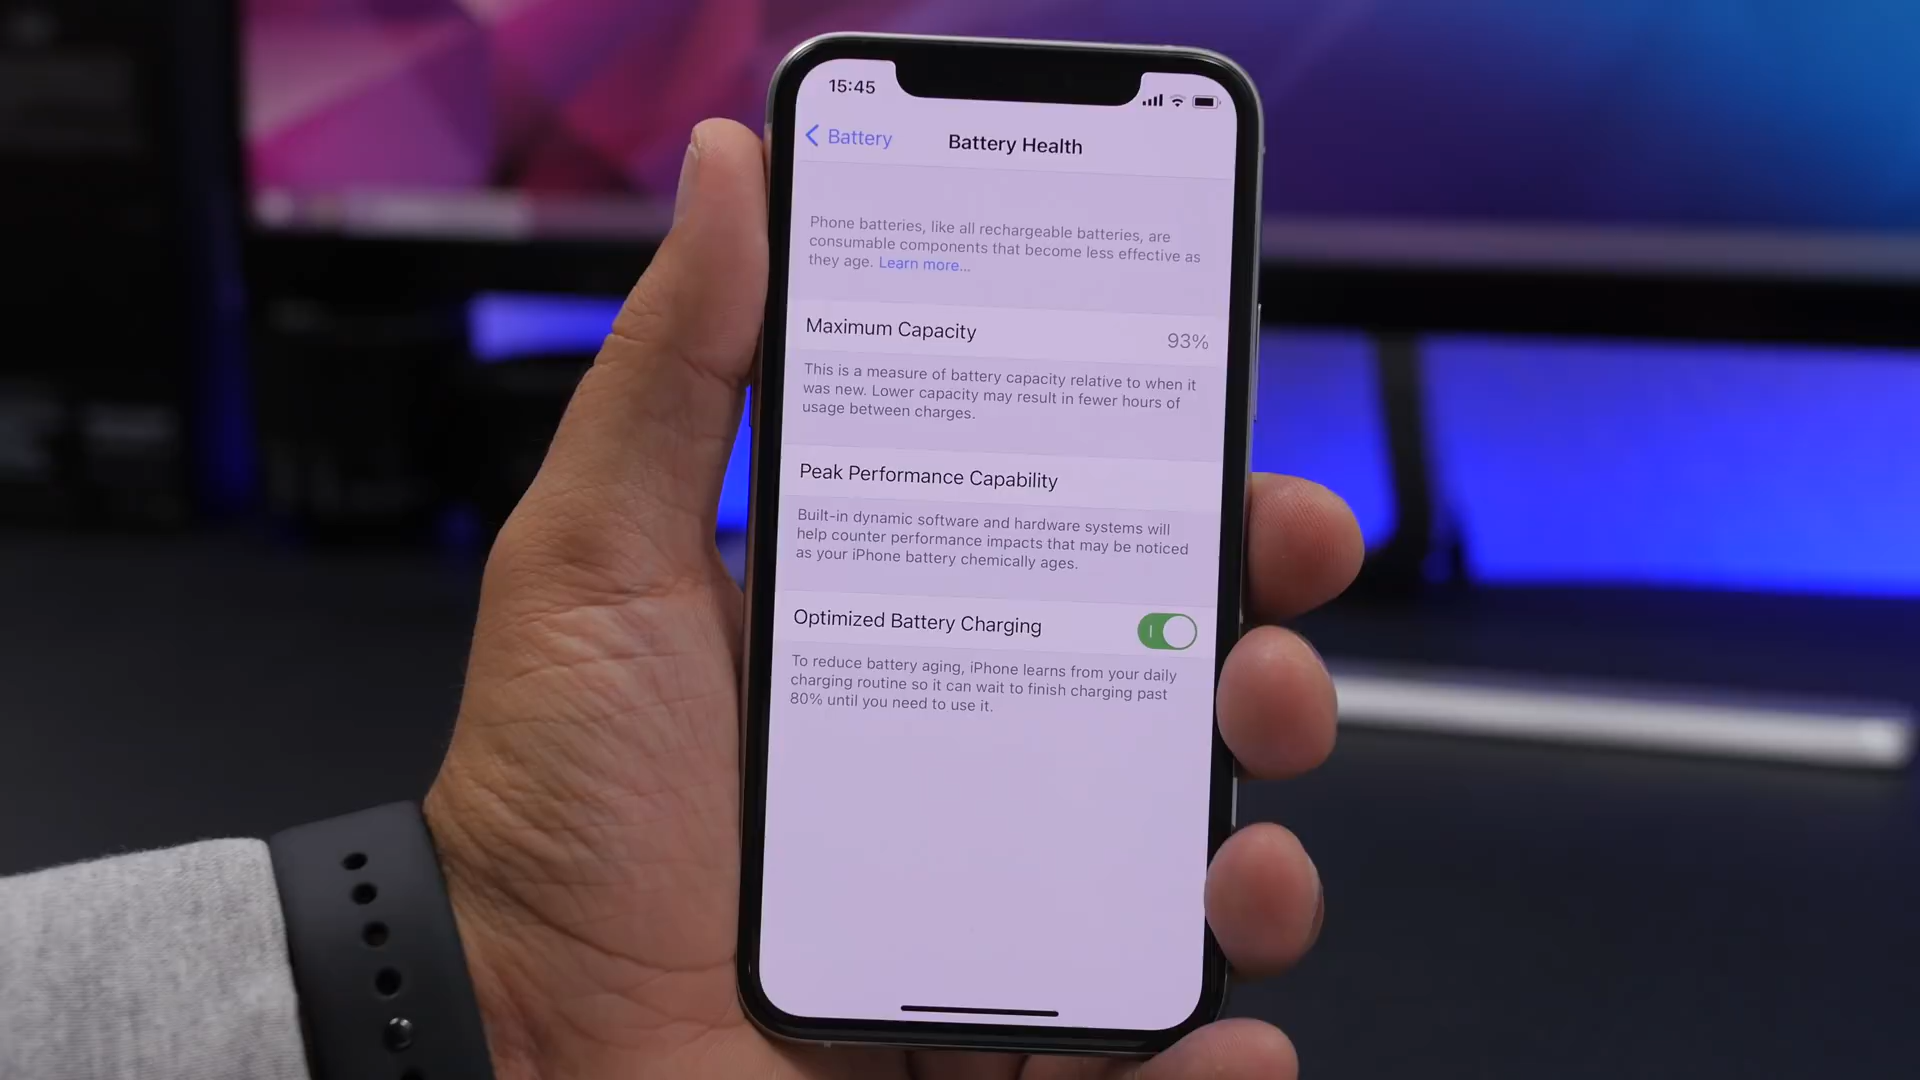 15:45
Battery
Battery Health
Phone batteries, like all rechargeable batteries, are
consumable components that become less effective as
they age. Learn more...
Maximum Capacity 93%
This is a measure of battery capacity relative to when it
was new. Lower capacity may result in fewer hours of
usage between charges.
Peak Performance Capability
Built-in dynamic software and hardware systems will
help counter performance impacts that may be noticed
as your iPhone battery chemically ages.
Optimized Battery Charging
To reduce battery aging, iPhone learns from your daily
charging routine so it can wait to finish charging past
80% until you need to use it.